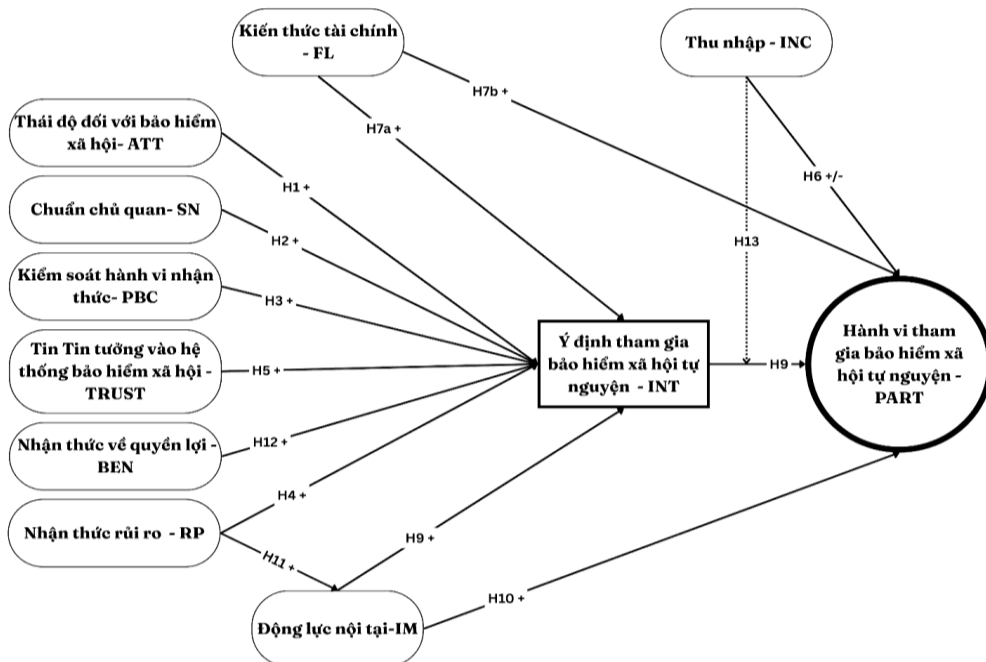 Kiến thức tài chính
- FL
Thu nhập - INC
H7b +
H7a +
Thái độ đối với bảo hiểm
xã hội- ATT
H6 +/-
H1 +
Chuẩn chủ quan- SN
H2 +
H13
Kiểm soát hành vi nhận
thức- PBC
H3 +
Tin Tin tưởng vào hệ
thống bảo hiểm xã hội -
TRUST
H5 +
Ý định tham gia
bảo hiểm xã hội tự
nguyện - INT
H9
Hành vi tham
gia bảo hiểm xã
hội tự nguyện -
PART
Nhận thức về quyền lợi -
BEN
H12 +
H4 +
Nhận thức rủi ro - RP
H9 +
H11 +
H10 +
Động lực nội tại-IM